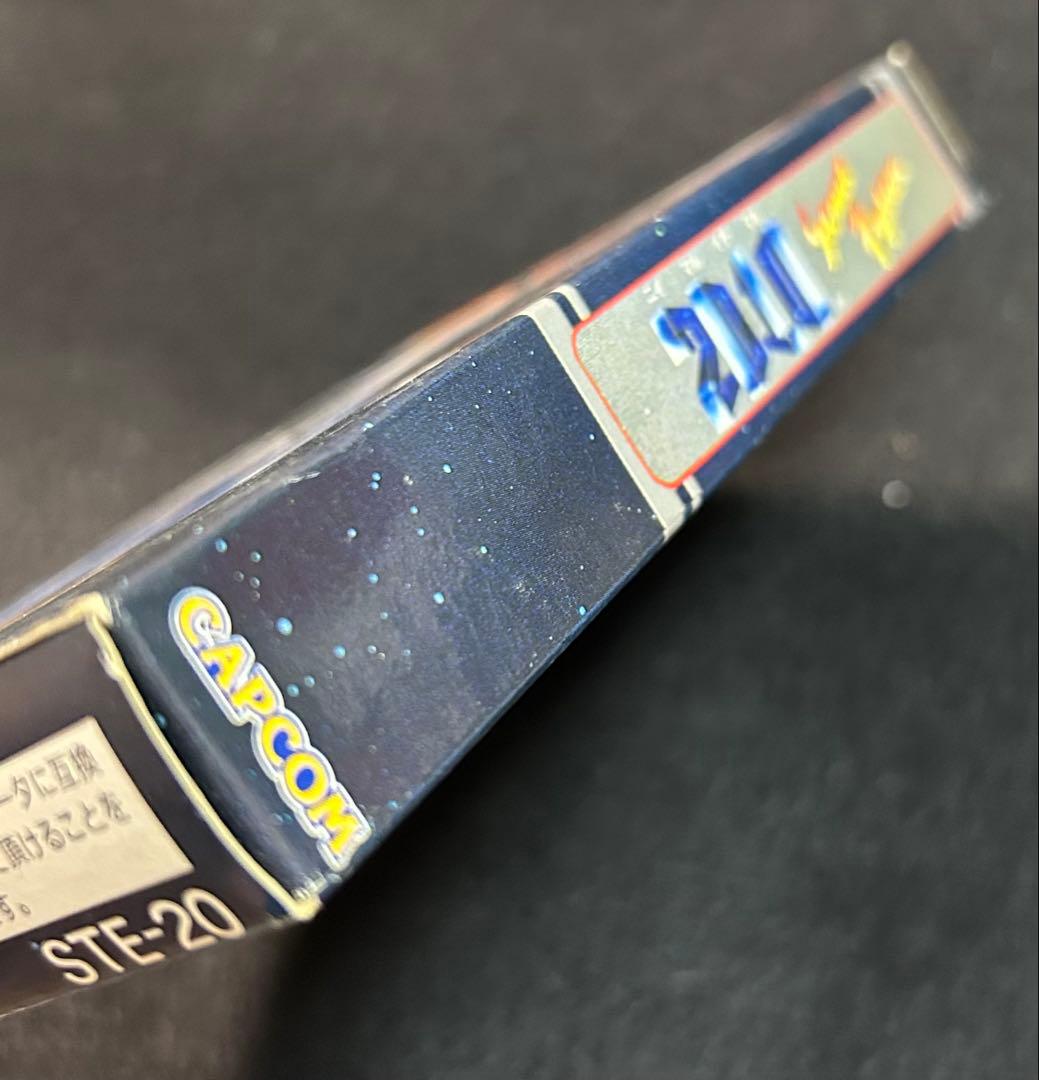 2010
Street
Fighter
CAPCOM
ータに互換
頂けることを
す。
STE-20